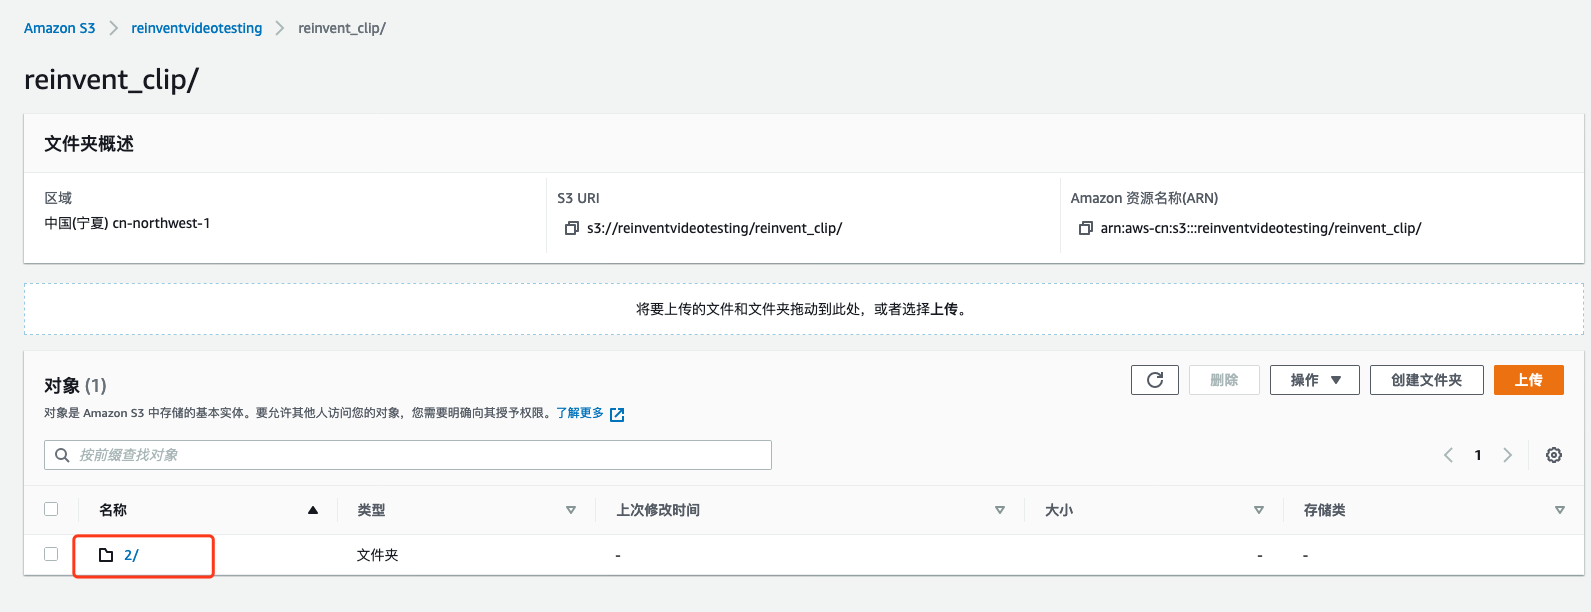 Amazon S3 > reinventvideotesting > reinvent_clip/
reinvent_clip/
文件夹概述
区域
中国(宁夏) cn-northwest-1
S3 URI
s3://reinventvideotesting/reinvent_clip/
Amazon 资源名称(ARN)
arn:aws-cn:s3:::reinventvideotesting/reinvent_clip/
将要上传的文件和文件夹拖动到此处，或者选择上传。
对象 (1)
删除 操作 创建文件夹 上传
对象是 Amazon S3 中存储的基本实体。要允许其他人访问您的对象，您需要明确向其授予权限。了解更多
按前缀查找对象
1
名称 类型 上次修改时间 大小 存储类
2/ 文件夹 - - -